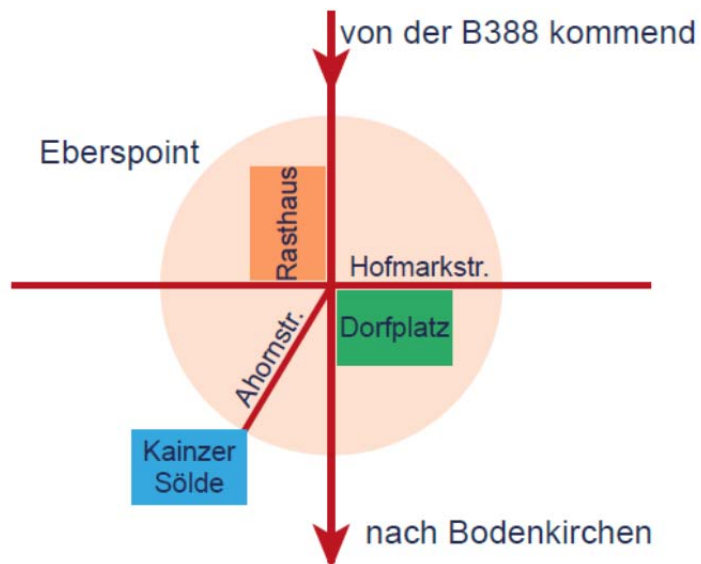 von der B388 kommend
Eberspoint
Rasthaus
Hofmarkstr.
Dorfplatz
Ahornstr.
Kainzer
Sölde
nach Bodenkirchen